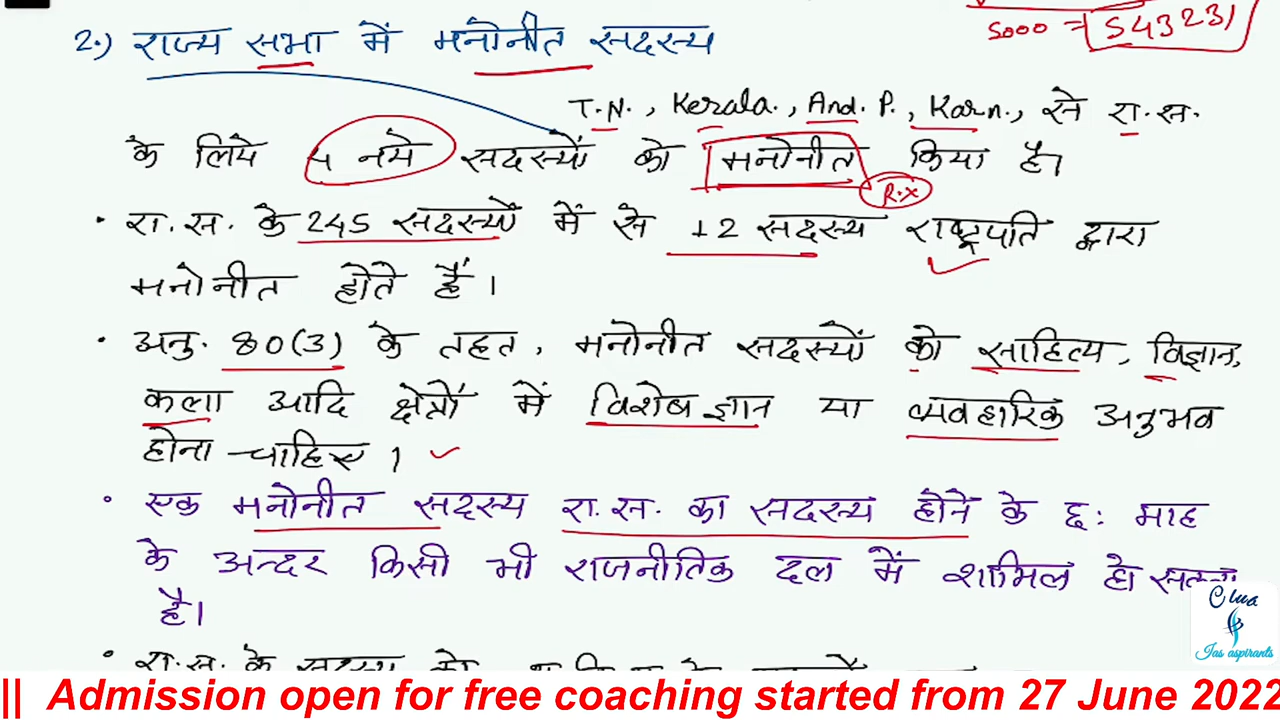 5000 = 543231
2.) राज्य सभा में मनोनीत सदस्य
T.N., Kerala., And. P., Karn., से रा.स.
के लिये 4 नये सदस्यों को मनोनीत किया है।
R.x
• रा.स. के 245 सदस्यों में से 12 सदस्य राष्ट्रपति द्वारा
मनोनीत होते हैं।
• अनु. 80(3) के तहत, मनोनीत सदस्यों को साहित्य, विज्ञान,
कला आदि क्षेत्रों में विशेष ज्ञान या व्यवहारिक अनुभव
होना चाहिए।
• एक मनोनीत सदस्य रा.स. का सदस्य होने के छ: माह
के अन्दर किसी भी राजनीतिक दल में शामिल हो सकता
है।
• रा.स. के सदस्य को
Clua
Ias aspirants
|| Admission open for free coaching started from 27 June 2022